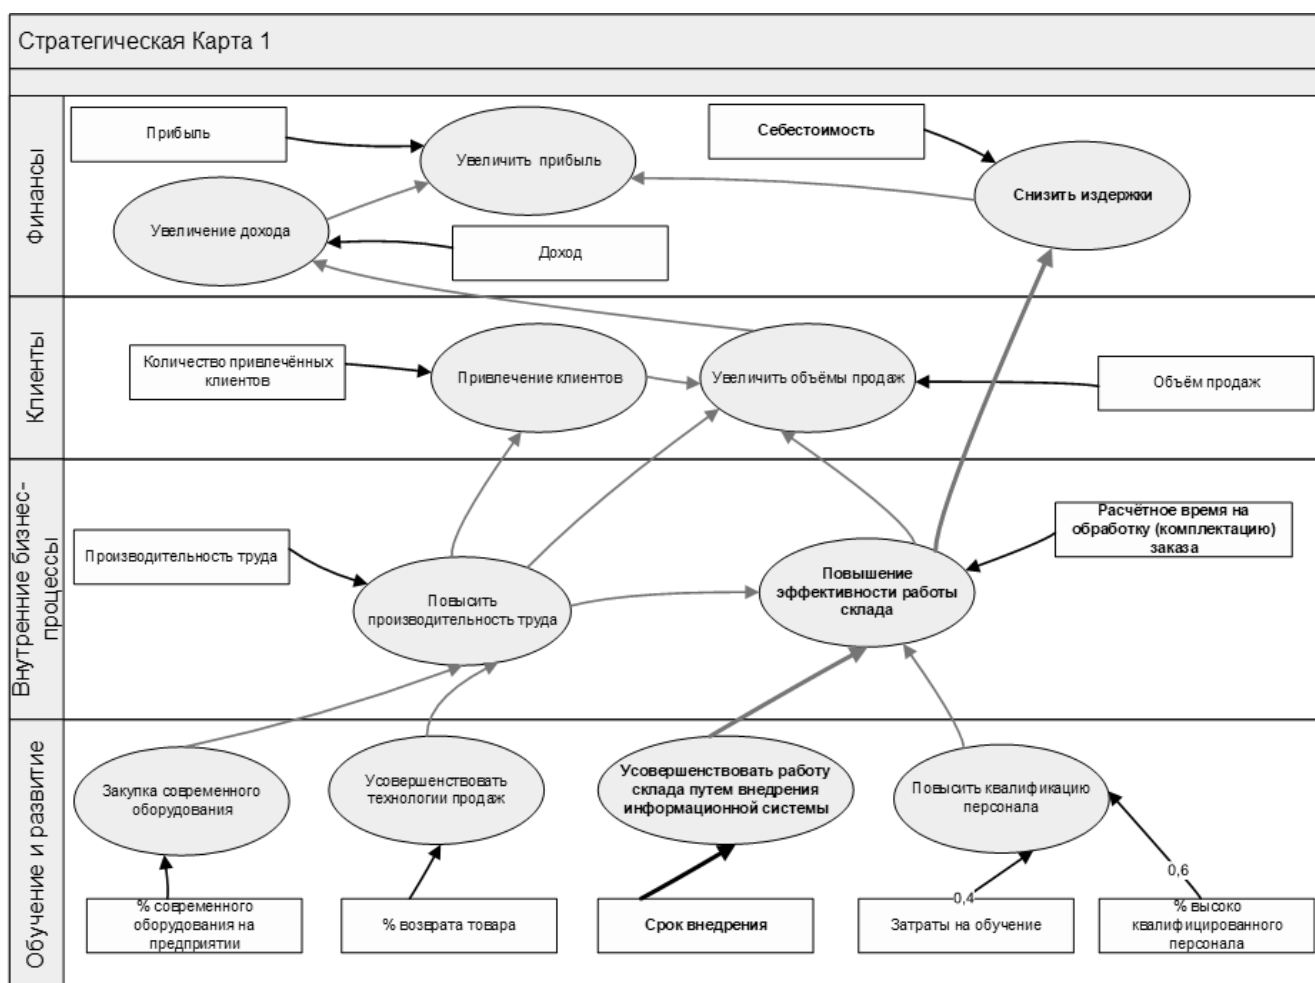 Стратегическая Карта 1
Финансы
Прибыль
Увеличить прибыль
Себестоимость
Снизить издержки
Увеличение дохода
Доход
Клиенты
Количество привлечённых
клиентов
Привлечение клиентов
Увеличить объёмы продаж
Объём продаж
Внутренние бизнес-
процессы
Производительность труда
Повысить
производительность труда
Повышение
эффективности работы
склада
Расчётное время на
обработку (комплектацию)
заказа
Обучение и развитие
Закупка современного
оборудования
Усовершенствовать
технологии продаж
Усовершенствовать работу
склада путем внедрения
информационной системы
Повысить квалификацию
персонала
0,6
0,4
% современного
оборудования на
предприятии
% возврата товара
Срок внедрения
Затраты на обучение
% высоко
квалифицированного
персонала